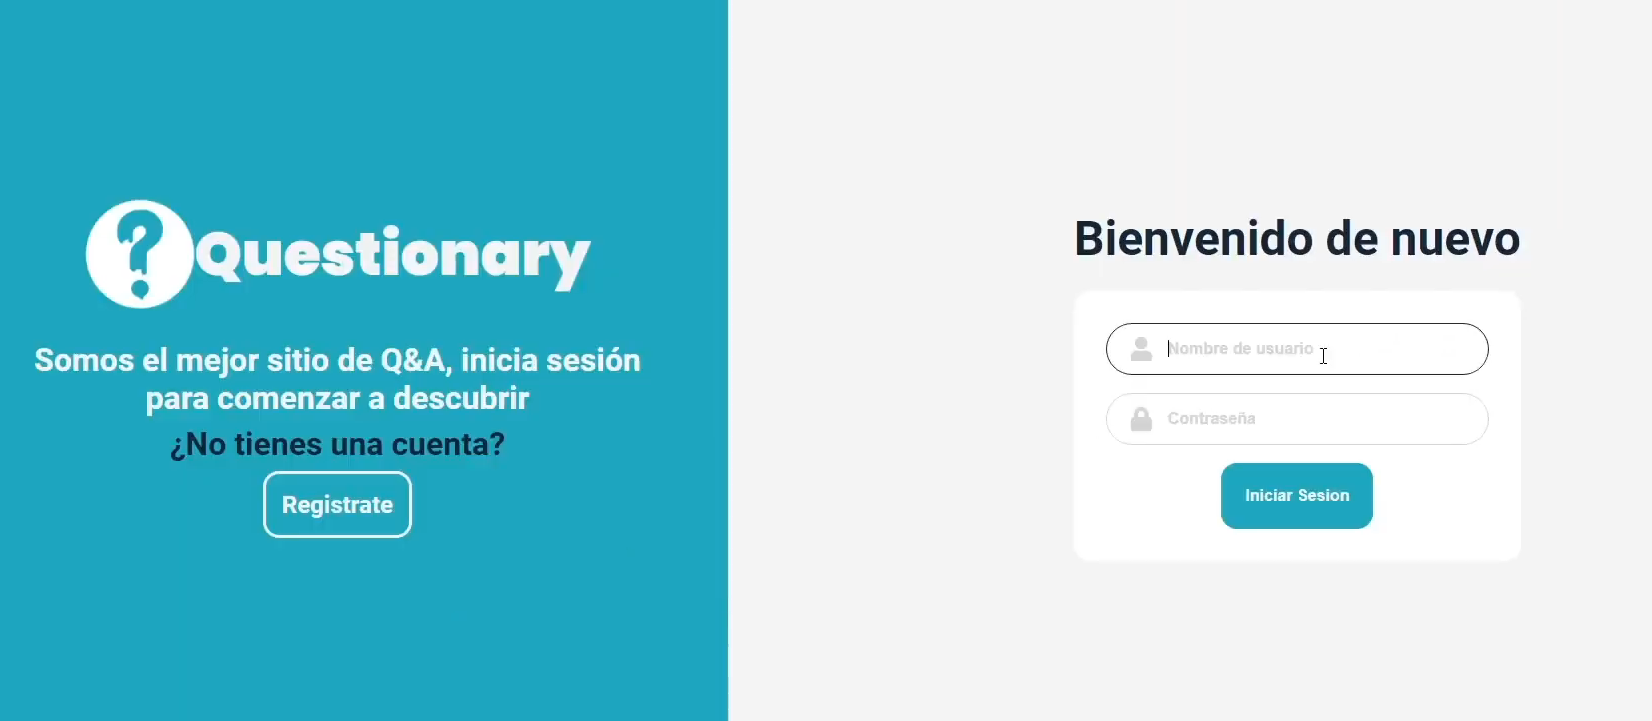 Questionary
Somos el mejor sitio de Q&A, inicia sesión
para comenzar a descubrir
¿No tienes una cuenta?
Registrate
Bienvenido de nuevo
Nombre de usuario
Contraseña
Iniciar Sesion